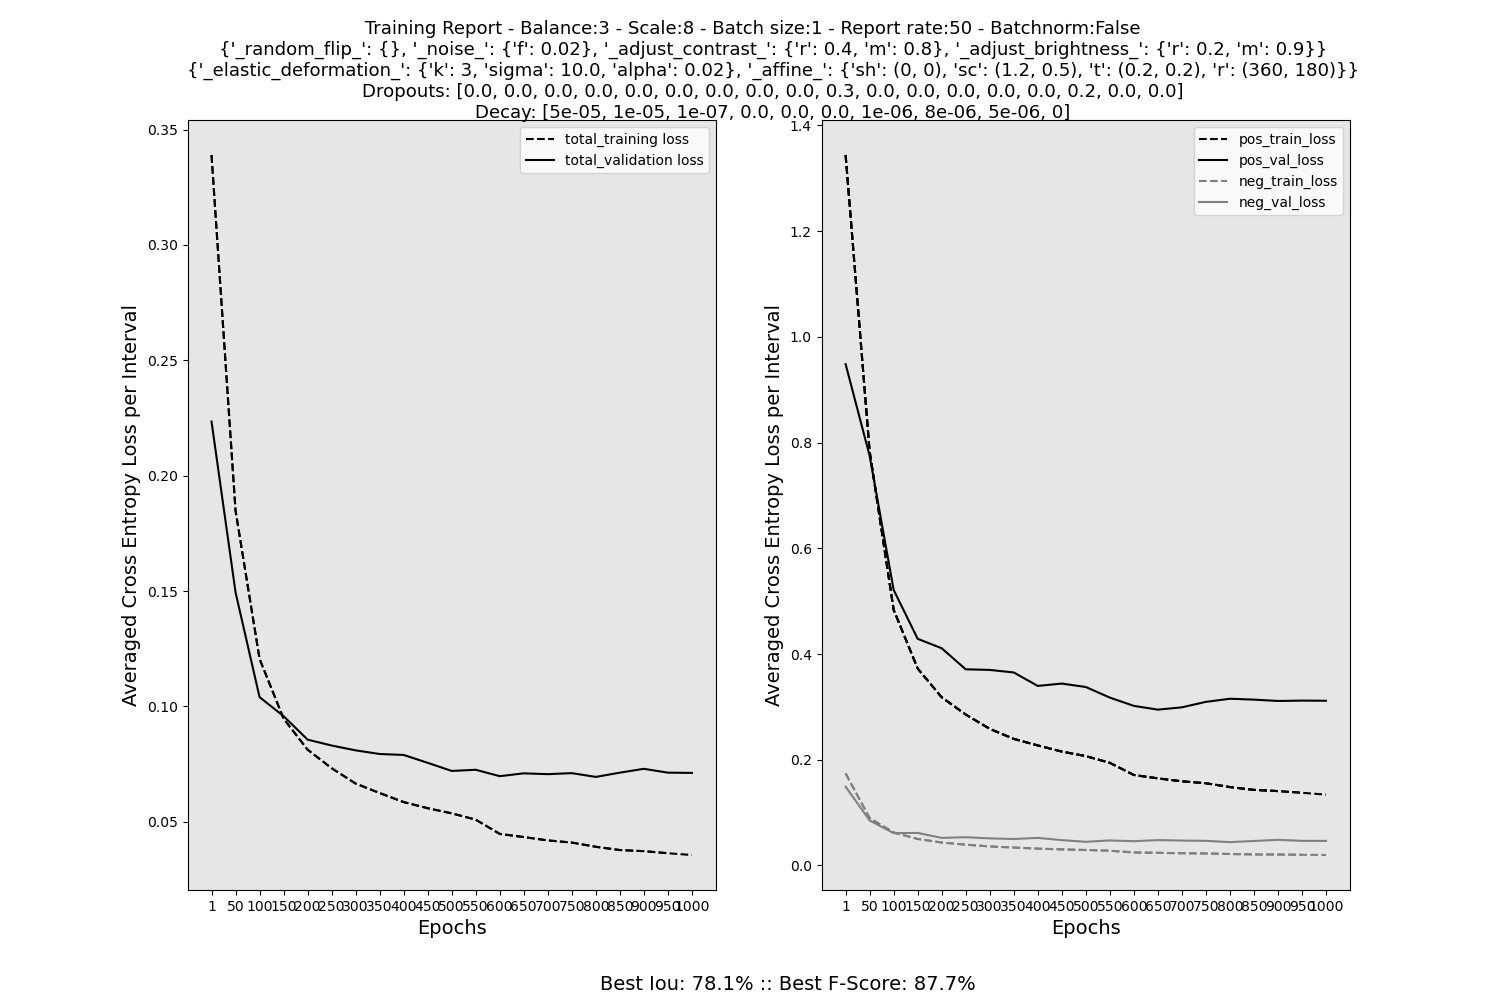 Training Report - Balance:3 - Scale:8 - Batch size:1 - Report rate:50 - Batchnorm:False
{'_random_flip_': {}, '_noise_': {'f': 0.02}, '_adjust_contrast_': {'r': 0.4, 'm': 0.8}, '_adjust_brightness_': {'r': 0.2, 'm': 0.9}}
{'_elastic_deformation_': {'k': 3, 'sigma': 10.0, 'alpha': 0.02}, '_affine_': {'sh': (0, 0), 'sc': (1.2, 0.5), 't': (0.2, 0.2), 'r': (360, 180)}}
Dropouts: [0.0, 0.0, 0.0, 0.0, 0.0, 0.0, 0.0, 0.0, 0.0, 0.3, 0.0, 0.0, 0.0, 0.0, 0.0, 0.2, 0.0, 0.0]
Decay: [5e-05, 1e-05, 1e-07, 0.0, 0.0, 0.0, 1e-06, 8e-06, 5e-06, 0]
Averaged Cross Entropy Loss per Interval
0.35
0.30
0.25
0.20
0.15
0.10
0.05
total_training loss
total_validation loss
1 50 100 150 200 250 300 350 400 450 500 550 600 650 700 750 800 850 900 950 1000
Epochs
Averaged Cross Entropy Loss per Interval
1.4
1.2
1.0
0.8
0.6
0.4
0.2
0.0
pos_train_loss
pos_val_loss
neg_train_loss
neg_val_loss
1 50 100 150 200 250 300 350 400 450 500 550 600 650 700 750 800 850 900 950 1000
Epochs
Best Iou: 78.1% :: Best F-Score: 87.7%